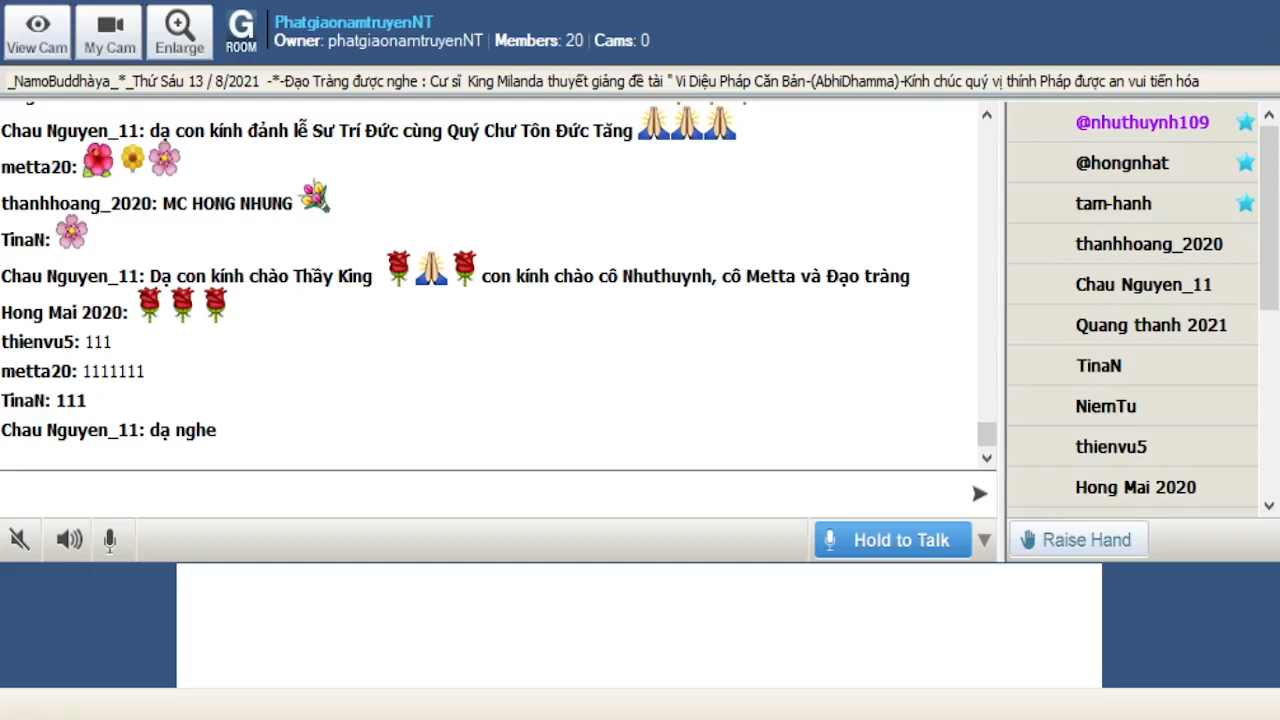 View Cam
My Cam
Enlarge
G
ROOM
PhatgiaonamtruyenNT
Owner: phatgiaonamtruyenNT | Members: 20 | Cams: 0
_NamoBuddhàya_*_Thứ Sáu 13 / 8/2021 -*-Đạo Tràng được nghe : Cư sĩ King Milanda thuyết giảng đề tài " Vi Diệu Pháp Căn Bản-(AbhiDhamma)-Kính chúc quý vị thính Pháp được an vui tiến hóa
Chau Nguyen_11: dạ con kính đảnh lễ Sư Trí Đức cùng Quý Chư Tôn Đức Tăng
metta20:
thanhhoang_2020: MC HONG NHUNG
TinaN:
Chau Nguyen_11: Dạ con kính chào Thầy King con kính chào cô Nhuthuynh, cô Metta và Đạo tràng
Hong Mai 2020:
thienvu5: 111
metta20: 1111111
TinaN: 111
Chau Nguyen_11: dạ nghe
@nhuthuynh109
@hongnhat
tam-hanh
thanhhoang_2020
Chau Nguyen_11
Quang thanh 2021
TinaN
NiemTu
thienvu5
Hong Mai 2020
Hold to Talk
Raise Hand